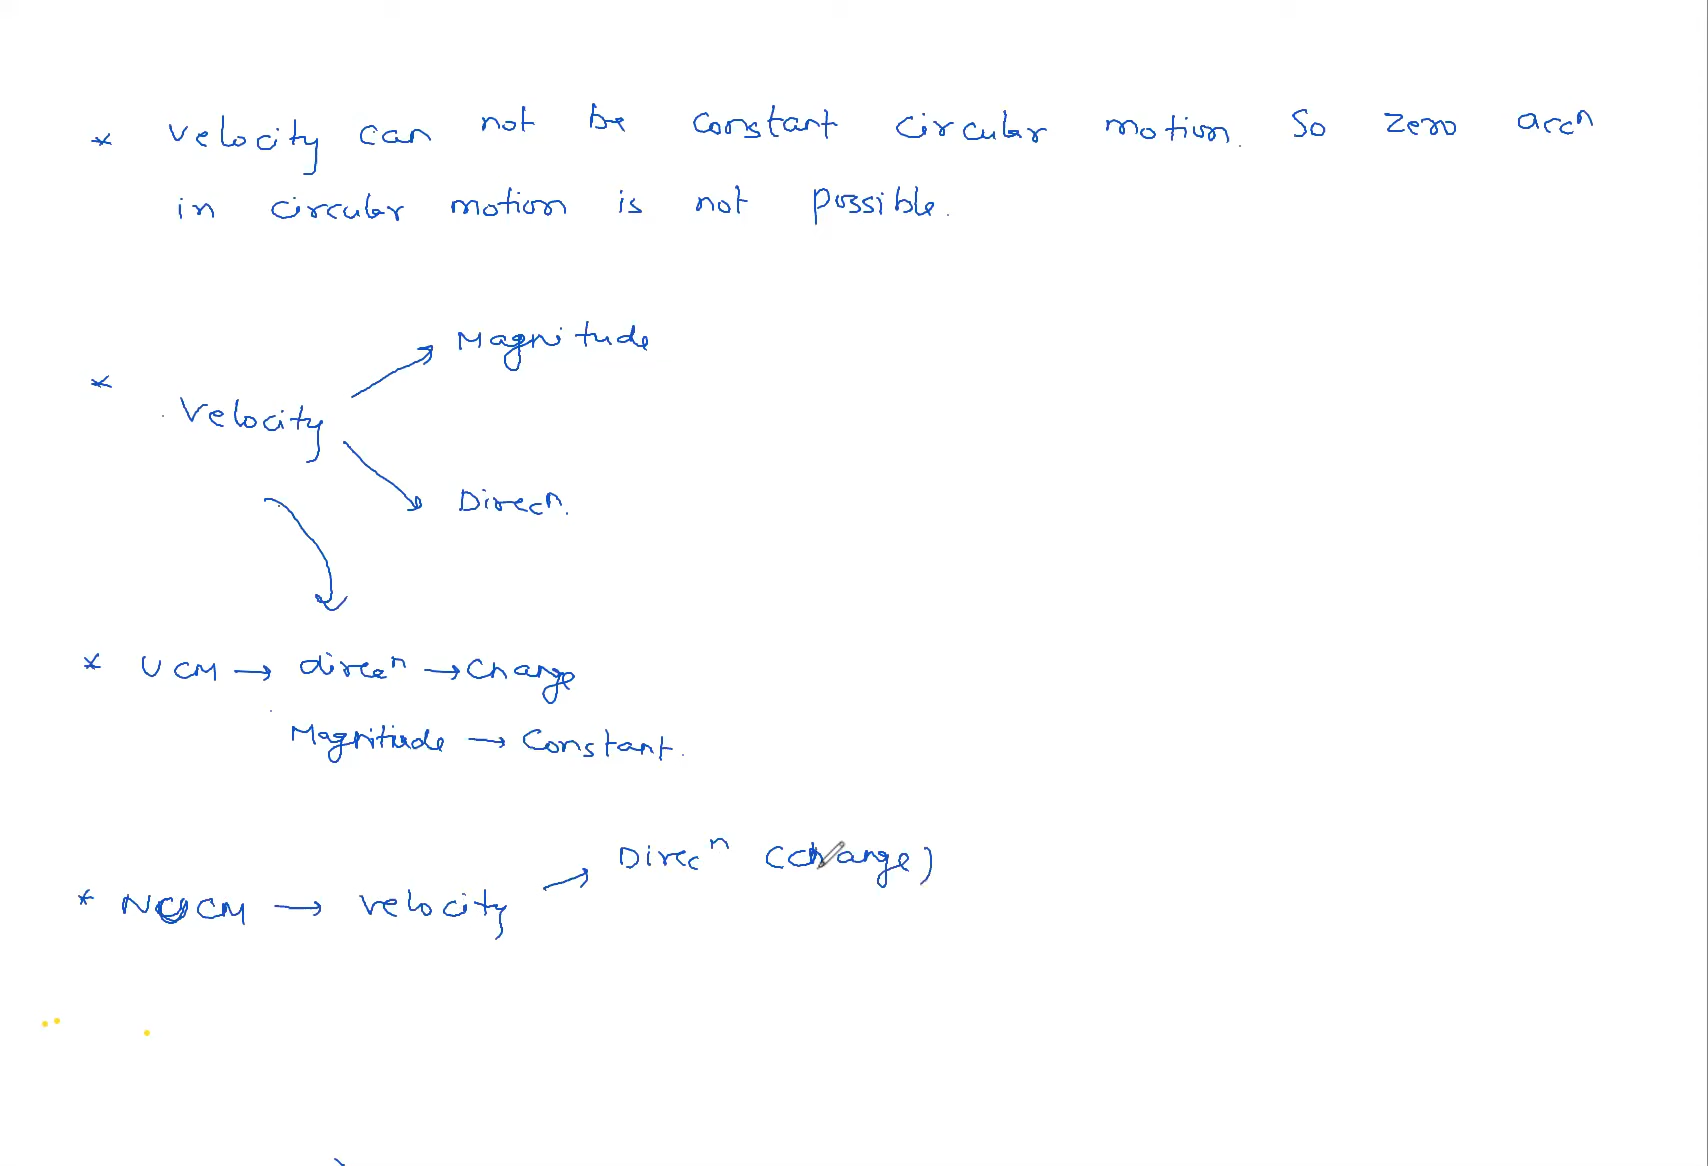 * Velocity can not be constant circular motion. So zero accⁿ
in circular motion is not possible.
Magnitude
* Velocity
Direcⁿ.
* UCM → direcⁿ → Change
Magnitude → Constant.
Direcⁿ (change)
* NUCM → velocity